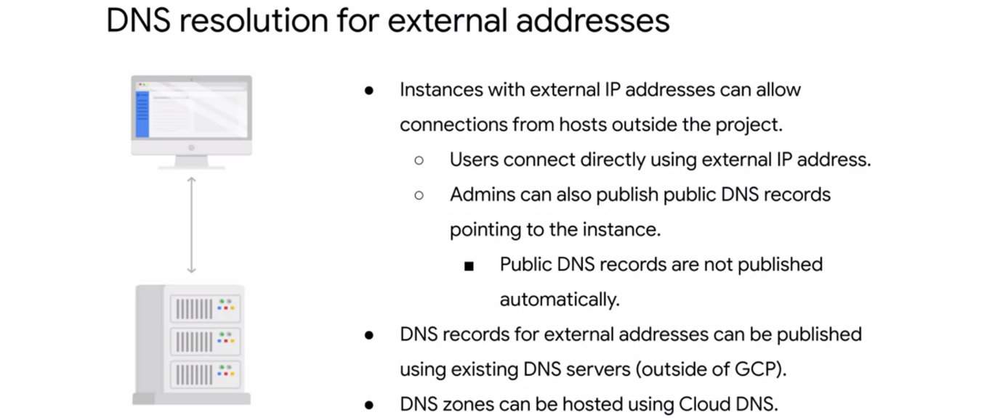 DNS resolution for external addresses
● Instances with external IP addresses can allow
connections from hosts outside the project.
○ Users connect directly using external IP address.
○ Admins can also publish public DNS records
pointing to the instance.
■ Public DNS records are not published
automatically.
● DNS records for external addresses can be published
using existing DNS servers (outside of GCP).
● DNS zones can be hosted using Cloud DNS.